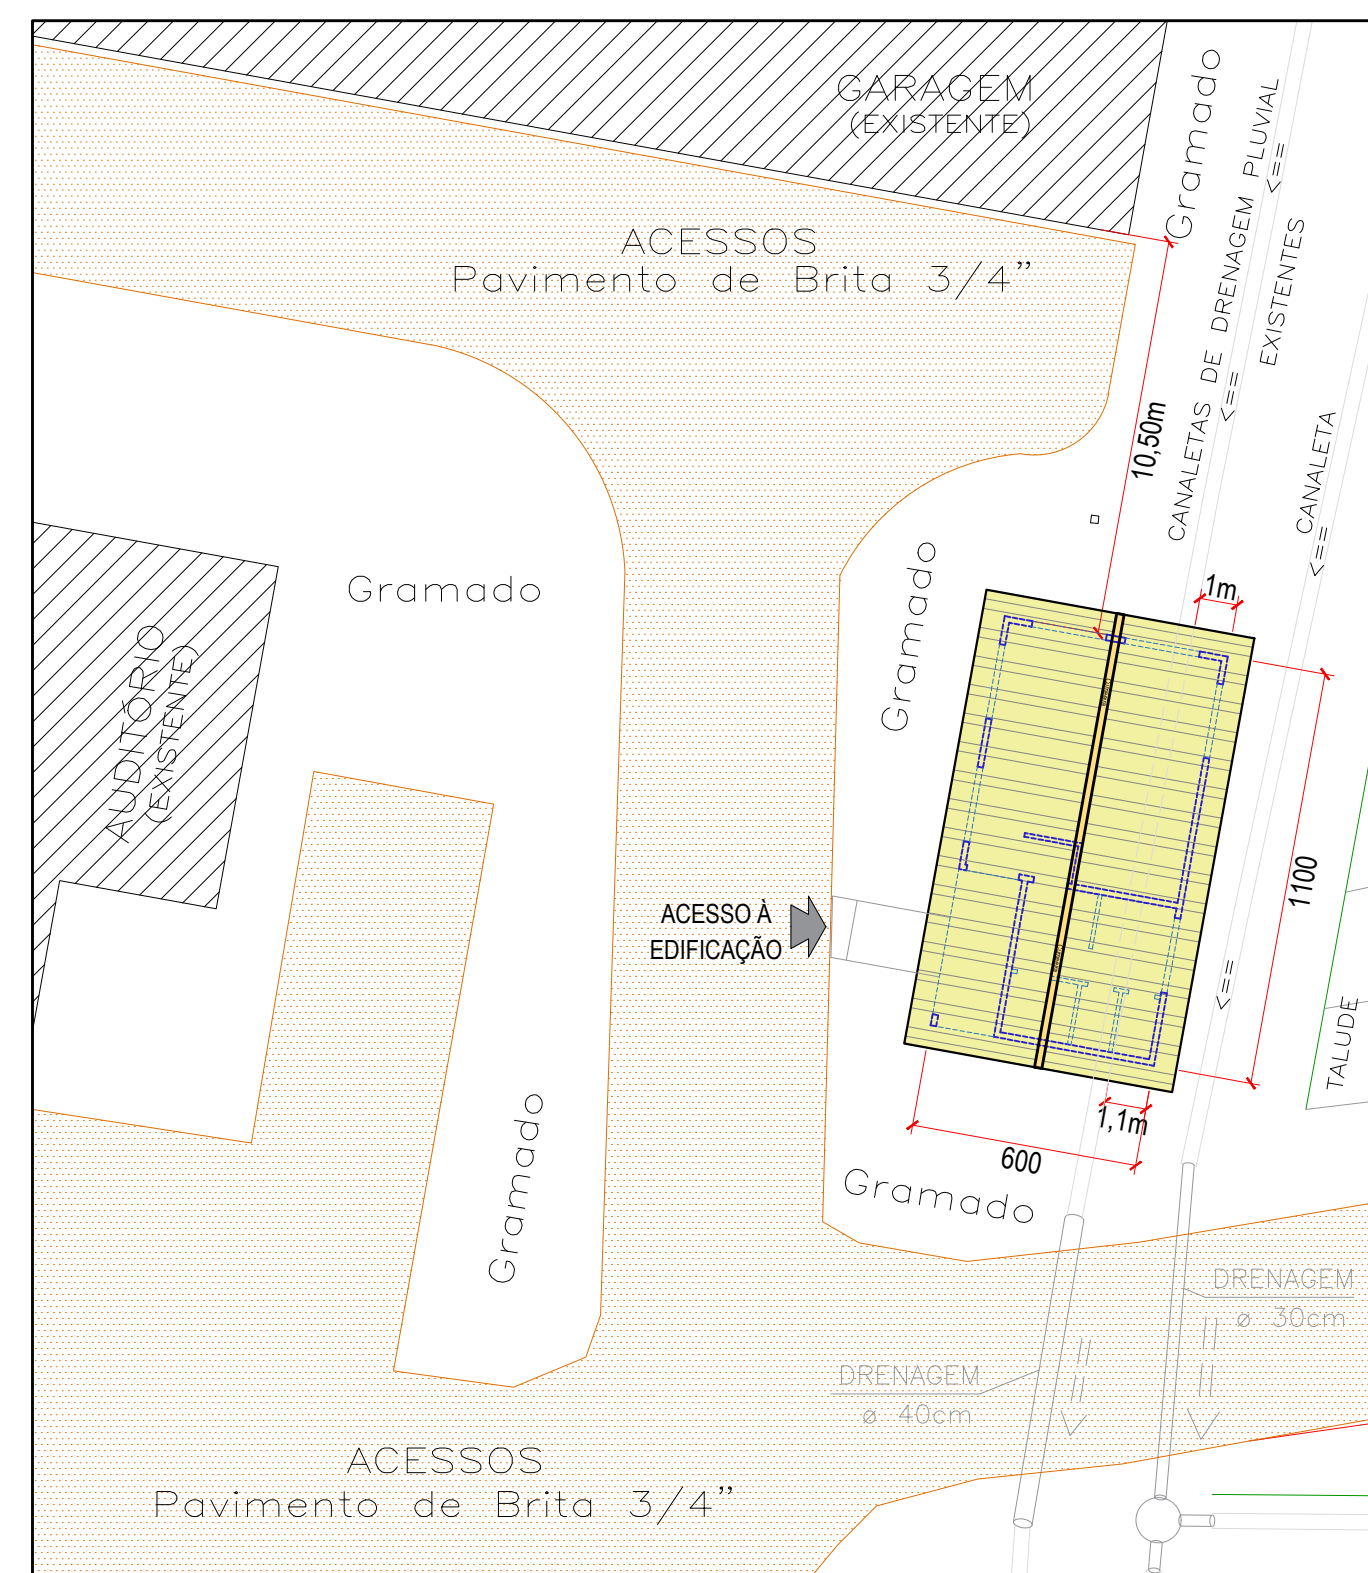 GARAGEM
(EXISTENTE)
Gramado
CANALETAS DE DRENAGEM PLUVIAL
EXISTENTES
<==
<==
ACESSOS
Pavimento de Brita 3/4”
10,50m
CANALETA
<==
<==
Gramado
Gramado
1m
AUDITÓRIO
(EXISTENTE)
1100
ACESSO À
EDIFICAÇÃO
TALUDE
1,1m
600
Gramado
Gramado
DRENAGEM
ø 30cm
DRENAGEM
ø 40cm
ACESSOS
Pavimento de Brita 3/4”